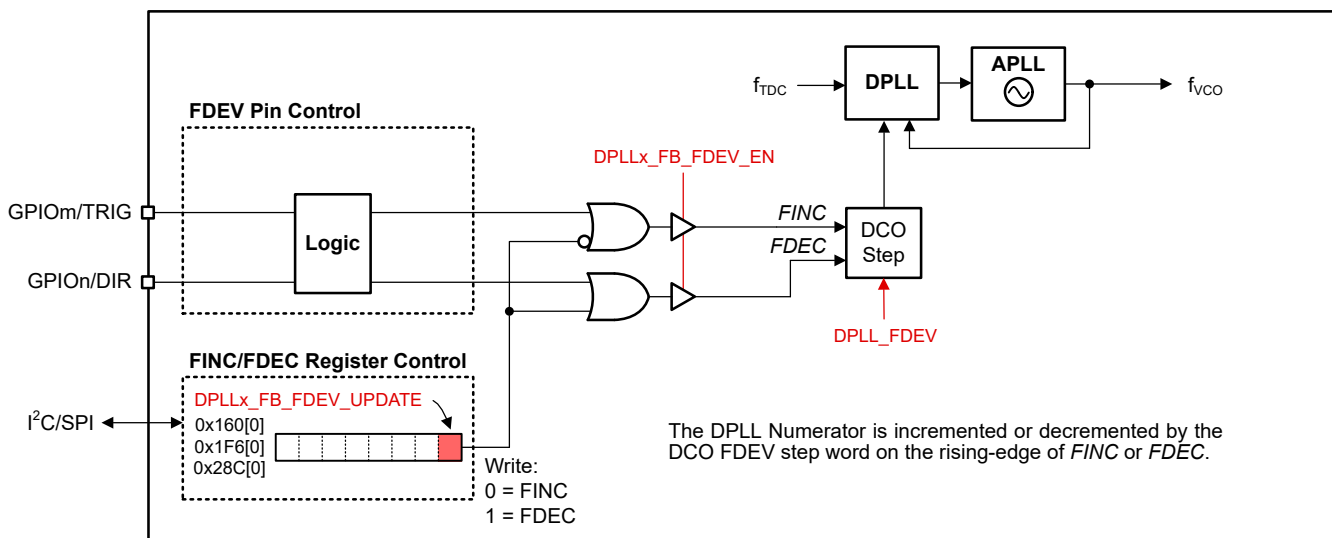 DPLL
APLL
f_TDC
f_VCO
FDEV Pin Control
DPLLx_FB_FDEV_EN
GPIOm/TRIG
Logic
FINC
FDEC
DCO
Step
GPIOn/DIR
DPLL_FDEV
FINC/FDEC Register Control
DPLLx_FB_FDEV_UPDATE
I²C/SPI
0x160[0]
0x1F6[0]
0x28C[0]
Write:
0 = FINC
1 = FDEC
The DPLL Numerator is incremented or decremented by the
DCO FDEV step word on the rising-edge of FINC or FDEC.